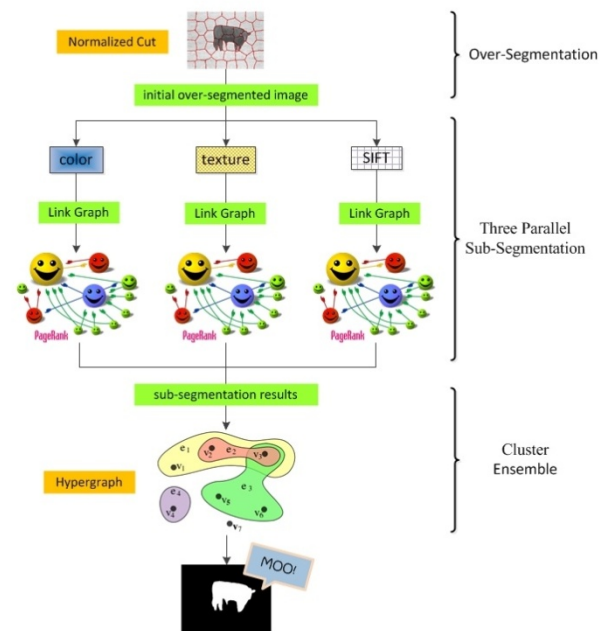 Normalized Cut
Over-Segmentation
initial over-segmented image
color
texture
SIFT
Link Graph
Link Graph
Link Graph
Three Parallel
Sub-Segmentation
PageRank
PageRank
PageRank
sub-segmentation results
e1
v2
e2
v3
v1
Cluster
Ensemble
Hypergraph
e4
e3
v5
v4
v6
v7
MOO!